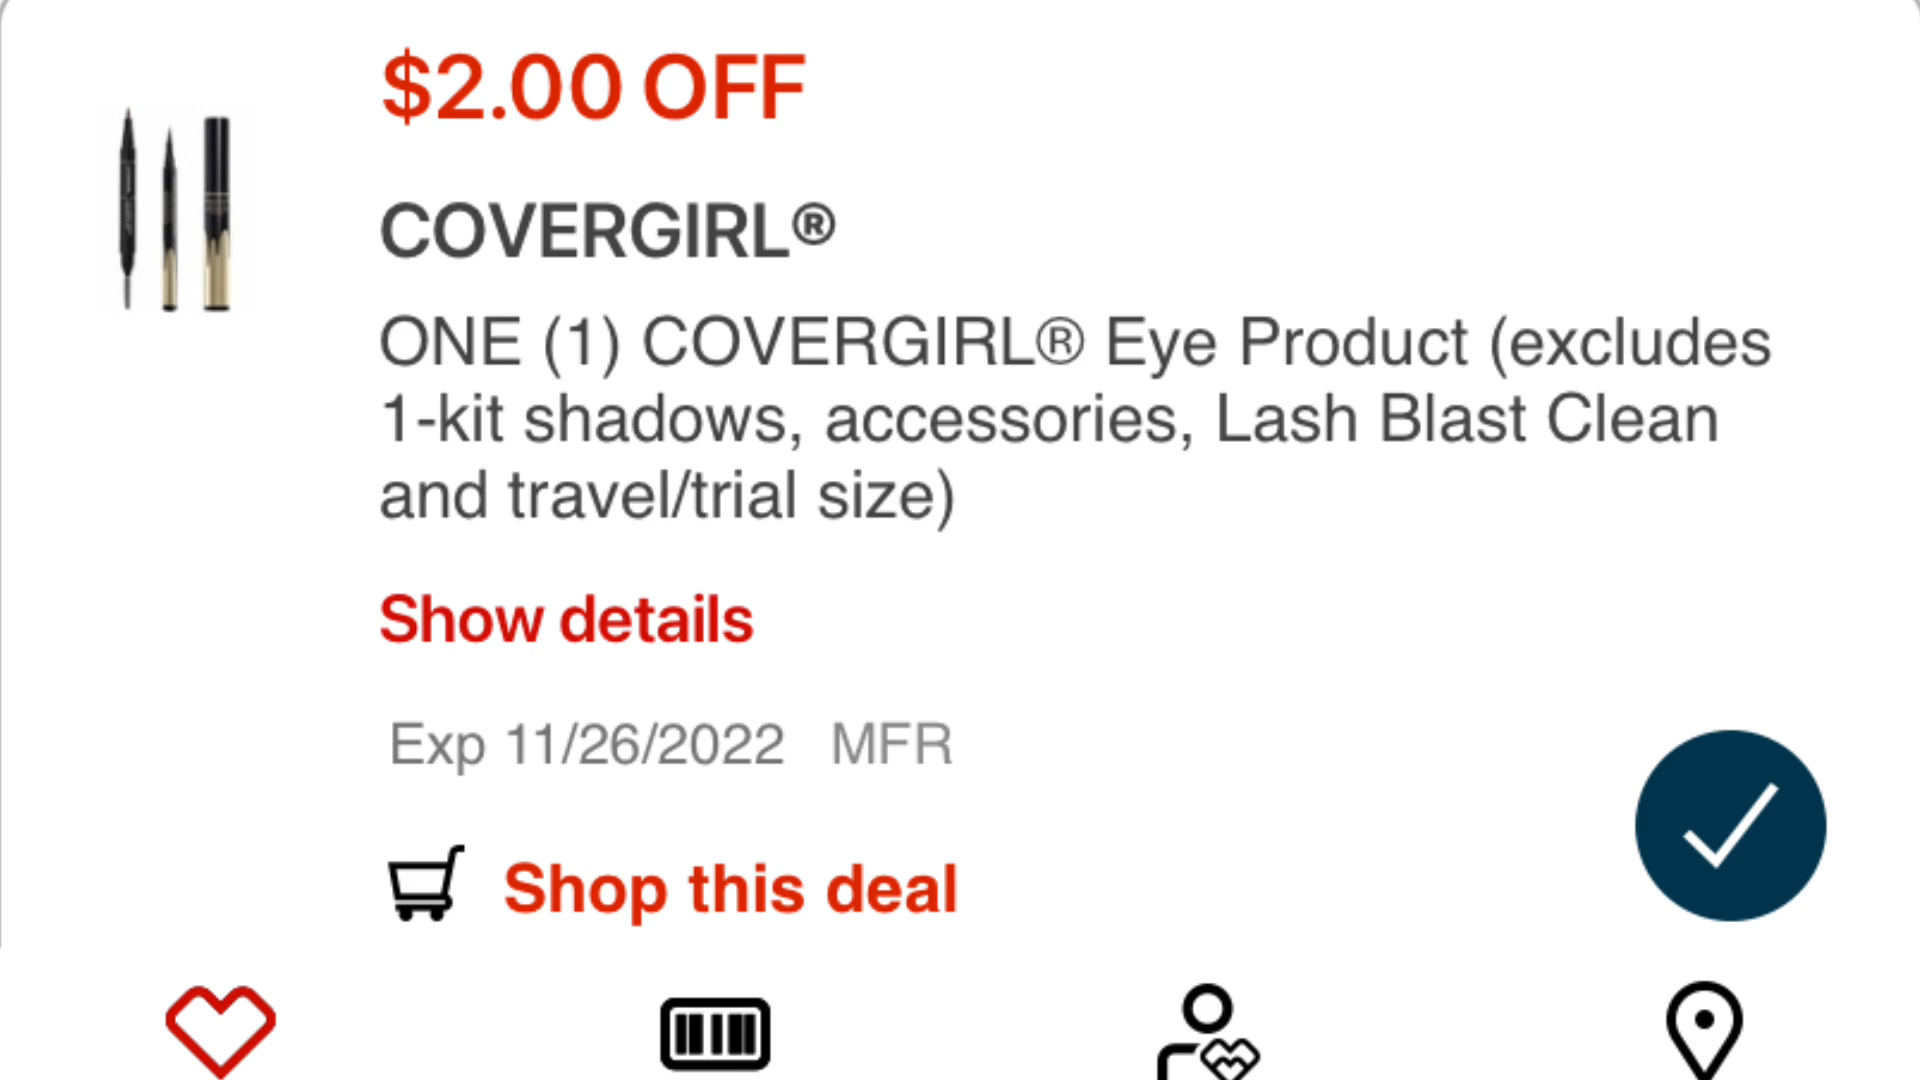 $2.00 OFF
COVERGIRL®
ONE (1) COVERGIRL® Eye Product (excludes
1-kit shadows, accessories, Lash Blast Clean
and travel/trial size)
Show details
Exp 11/26/2022 MFR
Shop this deal